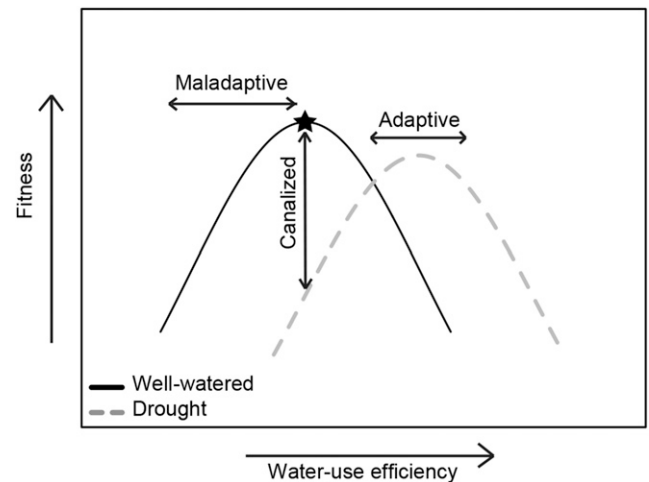 Maladaptive
Adaptive
Canalized
Fitness
Well-watered
Drought
Water-use efficiency